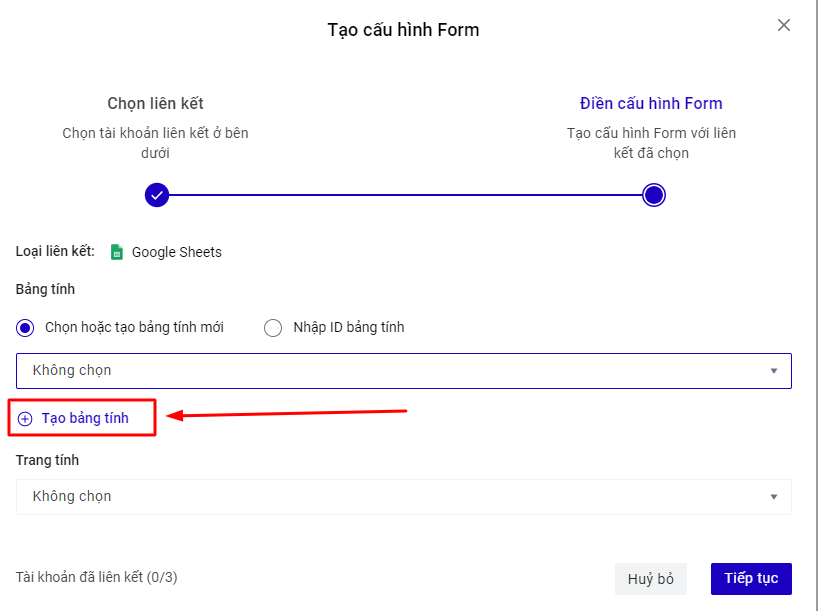 Tạo cấu hình Form
Chọn liên kết
Chọn tài khoản liên kết ở bên
dưới
Điền cấu hình Form
Tạo cấu hình Form với liên
kết đã chọn
Loại liên kết: Google Sheets
Bảng tính
Chọn hoặc tạo bảng tính mới Nhập ID bảng tính
Không chọn
Tạo bảng tính
Trang tính
Không chọn
Tài khoản đã liên kết (0/3) Huỷ bỏ Tiếp tục